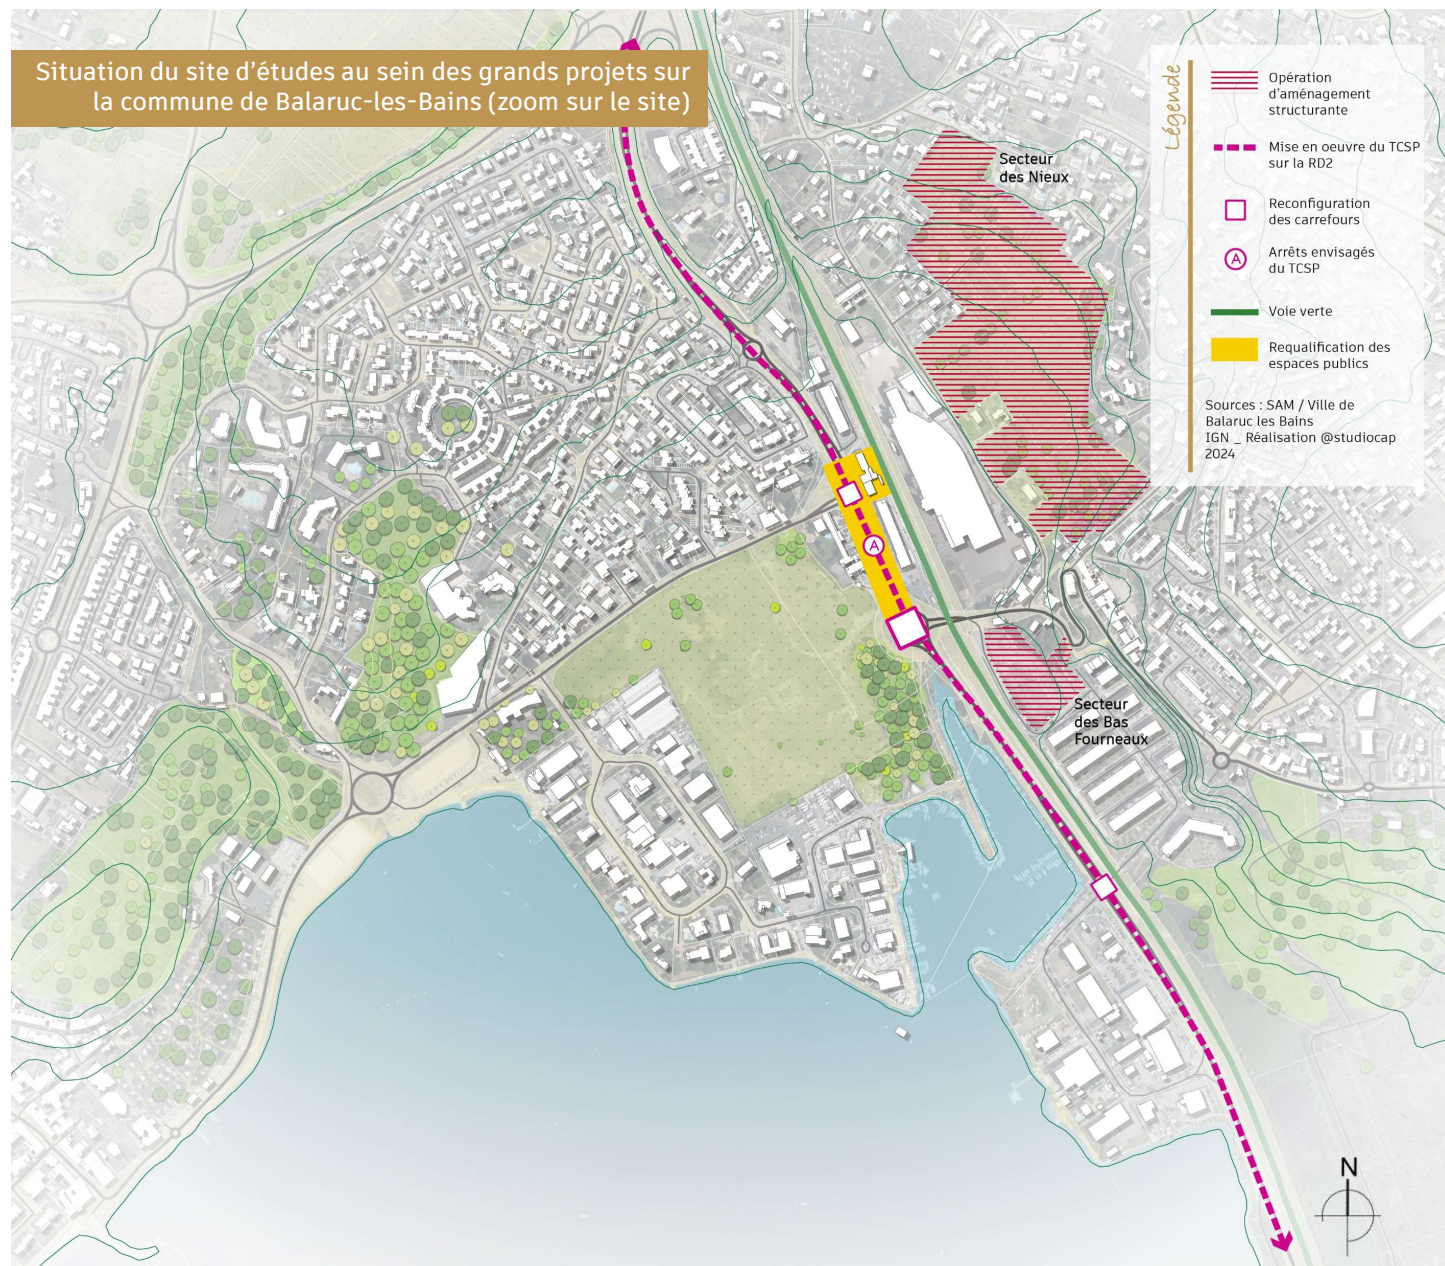 Situation du site d'études au sein des grands projets sur
la commune de Balaruc-les-Bains (zoom sur le site)
Légende
Opération
d'aménagement
structurante
Mise en oeuvre du TCSP
sur la RD2
Reconfiguration
des carrefours
A
Arrêts envisagés
du TCSP
Voie verte
Requalification des
espaces publics
Sources : SAM / Ville de
Balaruc les Bains
IGN _ Réalisation @studiocap
2024
Secteur
des Nieux
A
Secteur
des Bas
Fourneaux
N